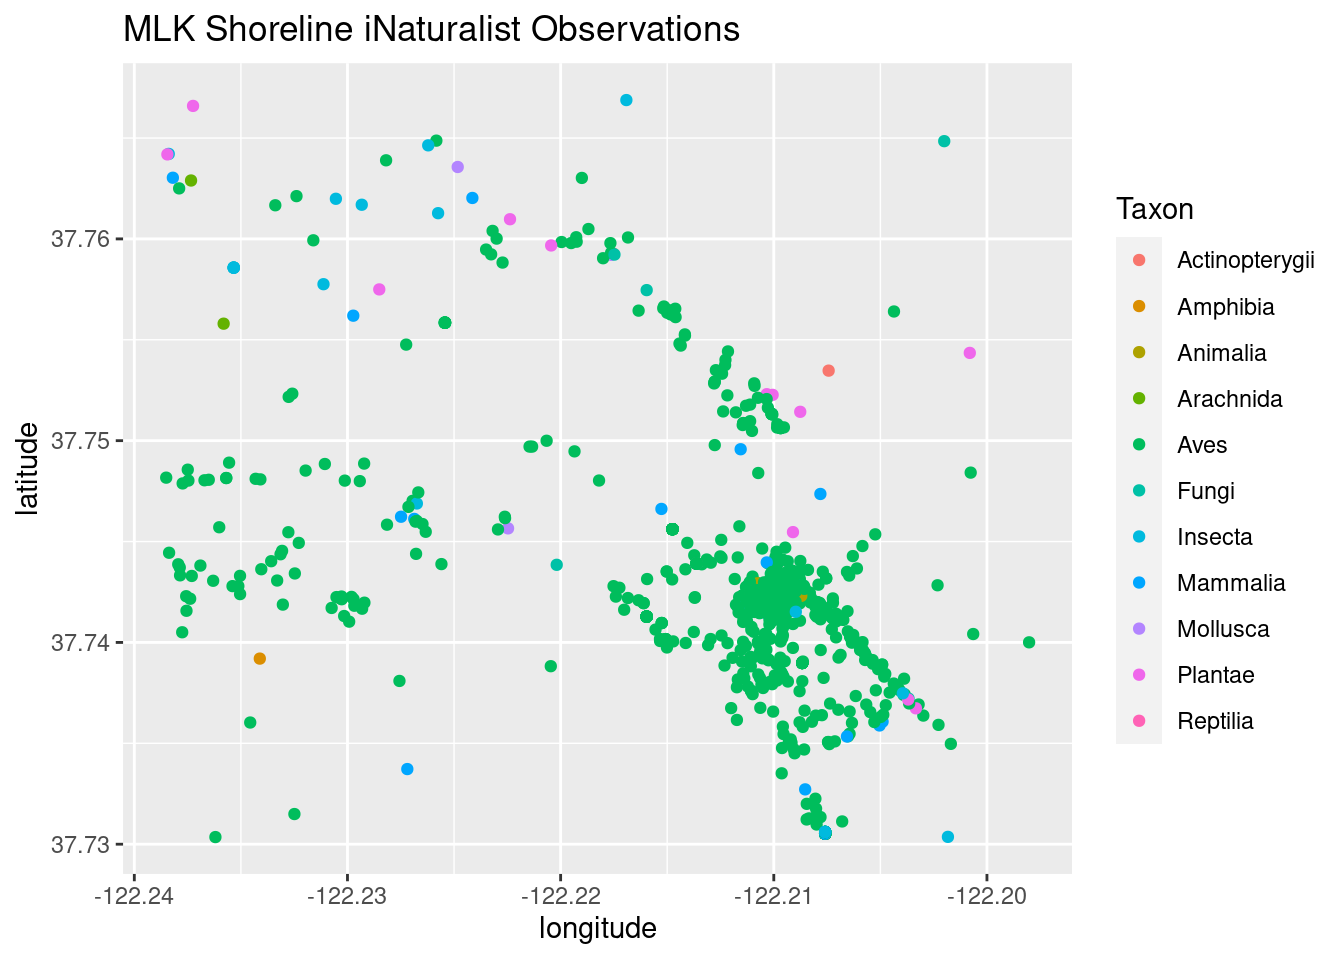 MLK Shoreline iNaturalist Observations
37.76
37.75
37.74
37.73
latitude
-122.24
-122.23
-122.22
-122.21
-122.20
longitude
Taxon
Actinopterygii
Amphibia
Animalia
Arachnida
Aves
Fungi
Insecta
Mammalia
Mollusca
Plantae
Reptilia